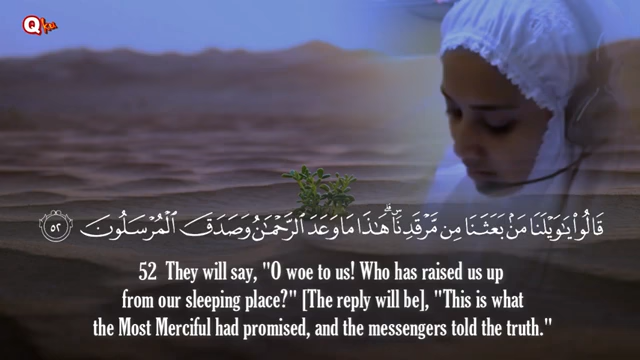 Q
قَالُوا۟ يَٰوَيْلَنَا مَنۢ بَعَثَنَا مِن مَّرْقَدِنَا ۜ ۗ هَٰذَا مَا وَعَدَ ٱلرَّحْمَٰنُ وَصَدَقَ ٱلْمُرْسَلُونَ ٥٢
52 They will say, "O woe to us! Who has raised us up
from our sleeping place?" [The reply will be], "This is what
the Most Merciful had promised, and the messengers told the truth."